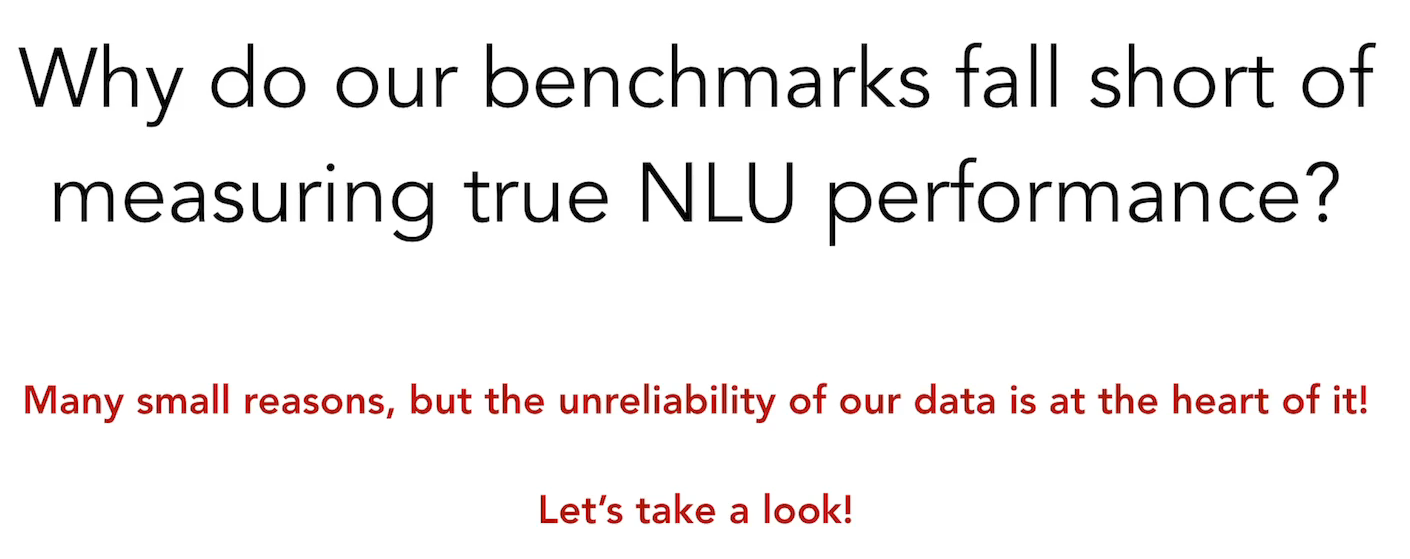 Why do our benchmarks fall short of
measuring true NLU performance?
Many small reasons, but the unreliability of our data is at the heart of it!
Let’s take a look!